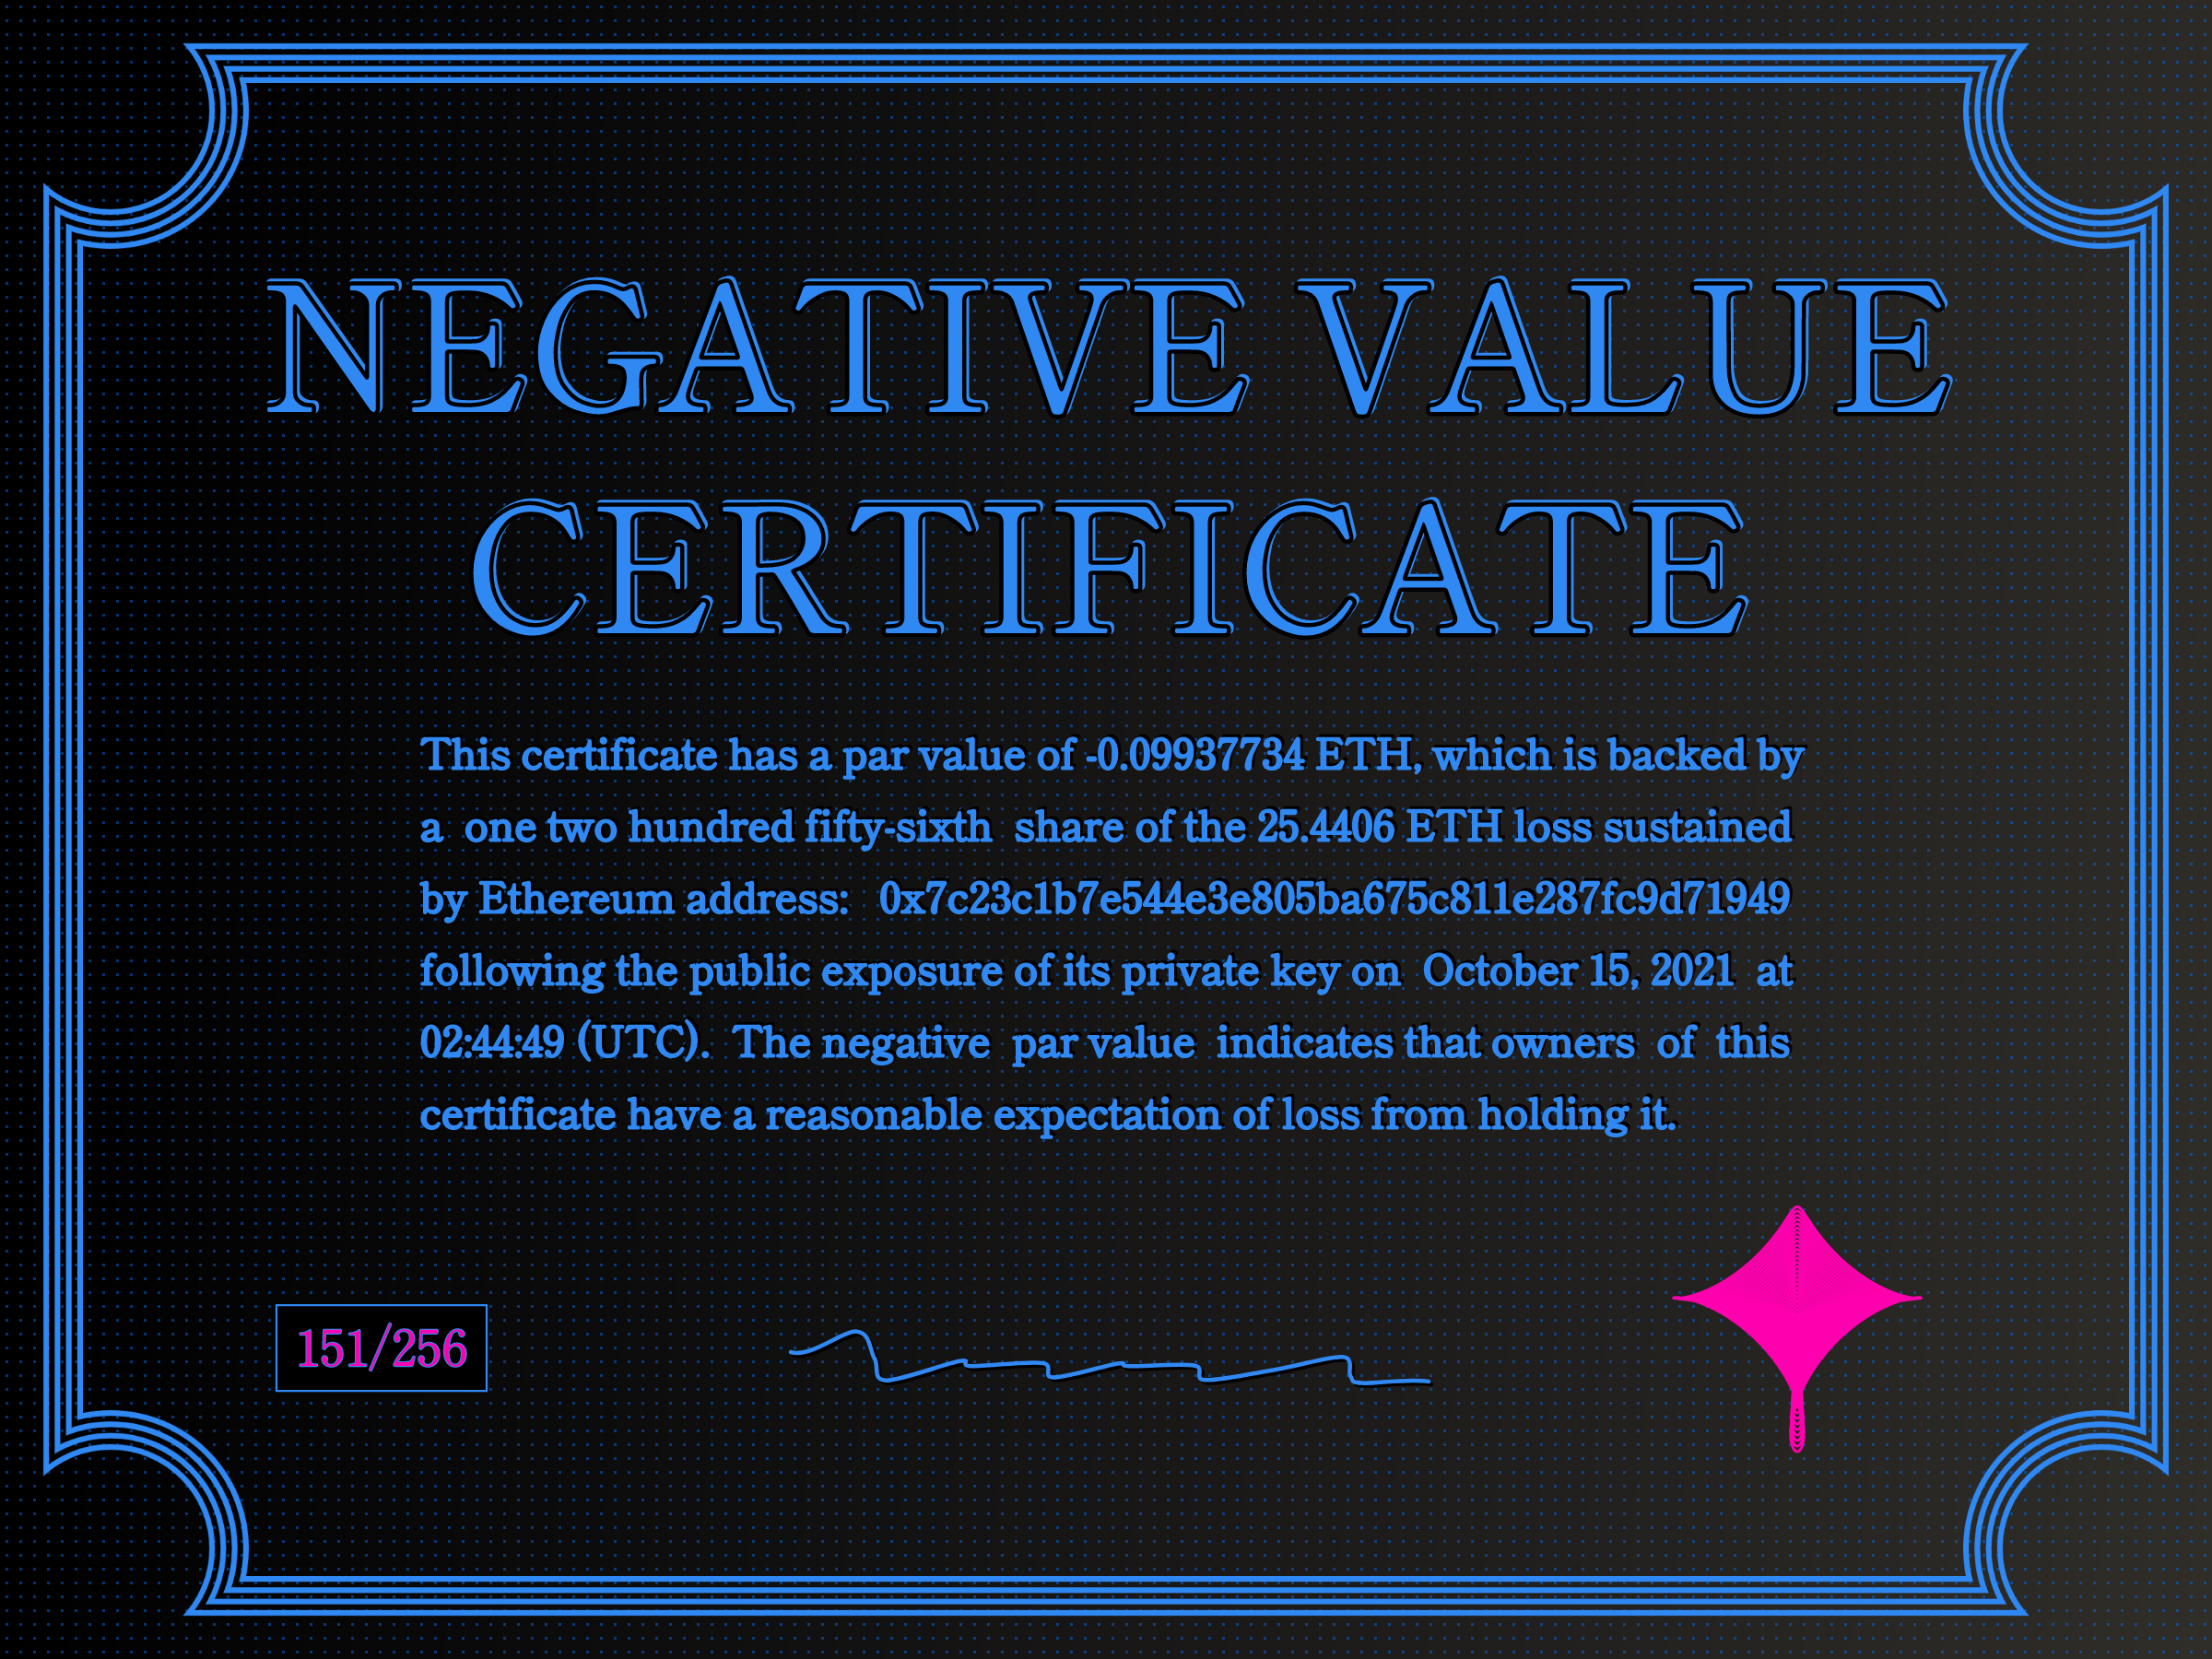 NEGATIVE VALUE
CERTIFICATE
This certificate has a par value of -0.09937734 ETH, which is backed by
a one two hundred fifty-sixth share of the 25.4406 ETH loss sustained
by Ethereum address: 0x7c23c1b7e544e3e805ba675c811e287fc9d71949
following the public exposure of its private key on October 15, 2021 at
02:44:49 (UTC). The negative par value indicates that owners of this
certificate have a reasonable expectation of loss from holding it.
151/256